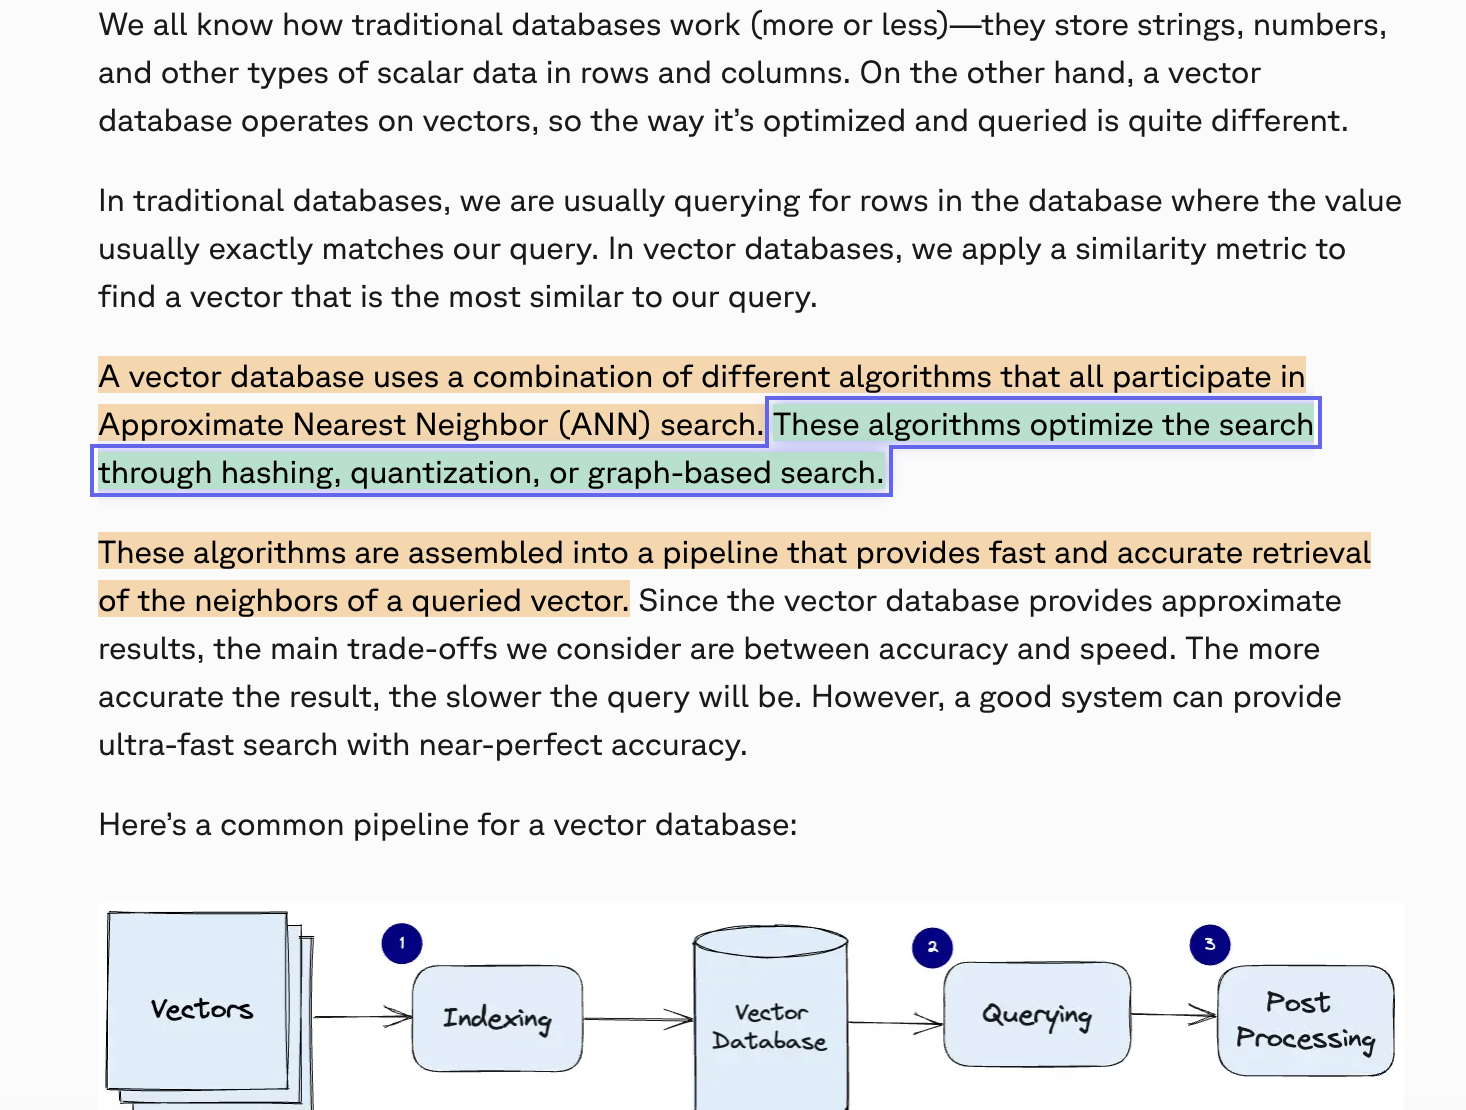 We all know how traditional databases work (more or less)—they store strings, numbers,
and other types of scalar data in rows and columns. On the other hand, a vector
database operates on vectors, so the way it’s optimized and queried is quite different.
In traditional databases, we are usually querying for rows in the database where the value
usually exactly matches our query. In vector databases, we apply a similarity metric to
find a vector that is the most similar to our query.
A vector database uses a combination of different algorithms that all participate in
Approximate Nearest Neighbor (ANN) search. These algorithms optimize the search
through hashing, quantization, or graph-based search.
These algorithms are assembled into a pipeline that provides fast and accurate retrieval
of the neighbors of a queried vector. Since the vector database provides approximate
results, the main trade-offs we consider are between accuracy and speed. The more
accurate the result, the slower the query will be. However, a good system can provide
ultra-fast search with near-perfect accuracy.
Here’s a common pipeline for a vector database:
Vectors
1
Indexing
Vector
Database
2
Querying
3
Post
Processing